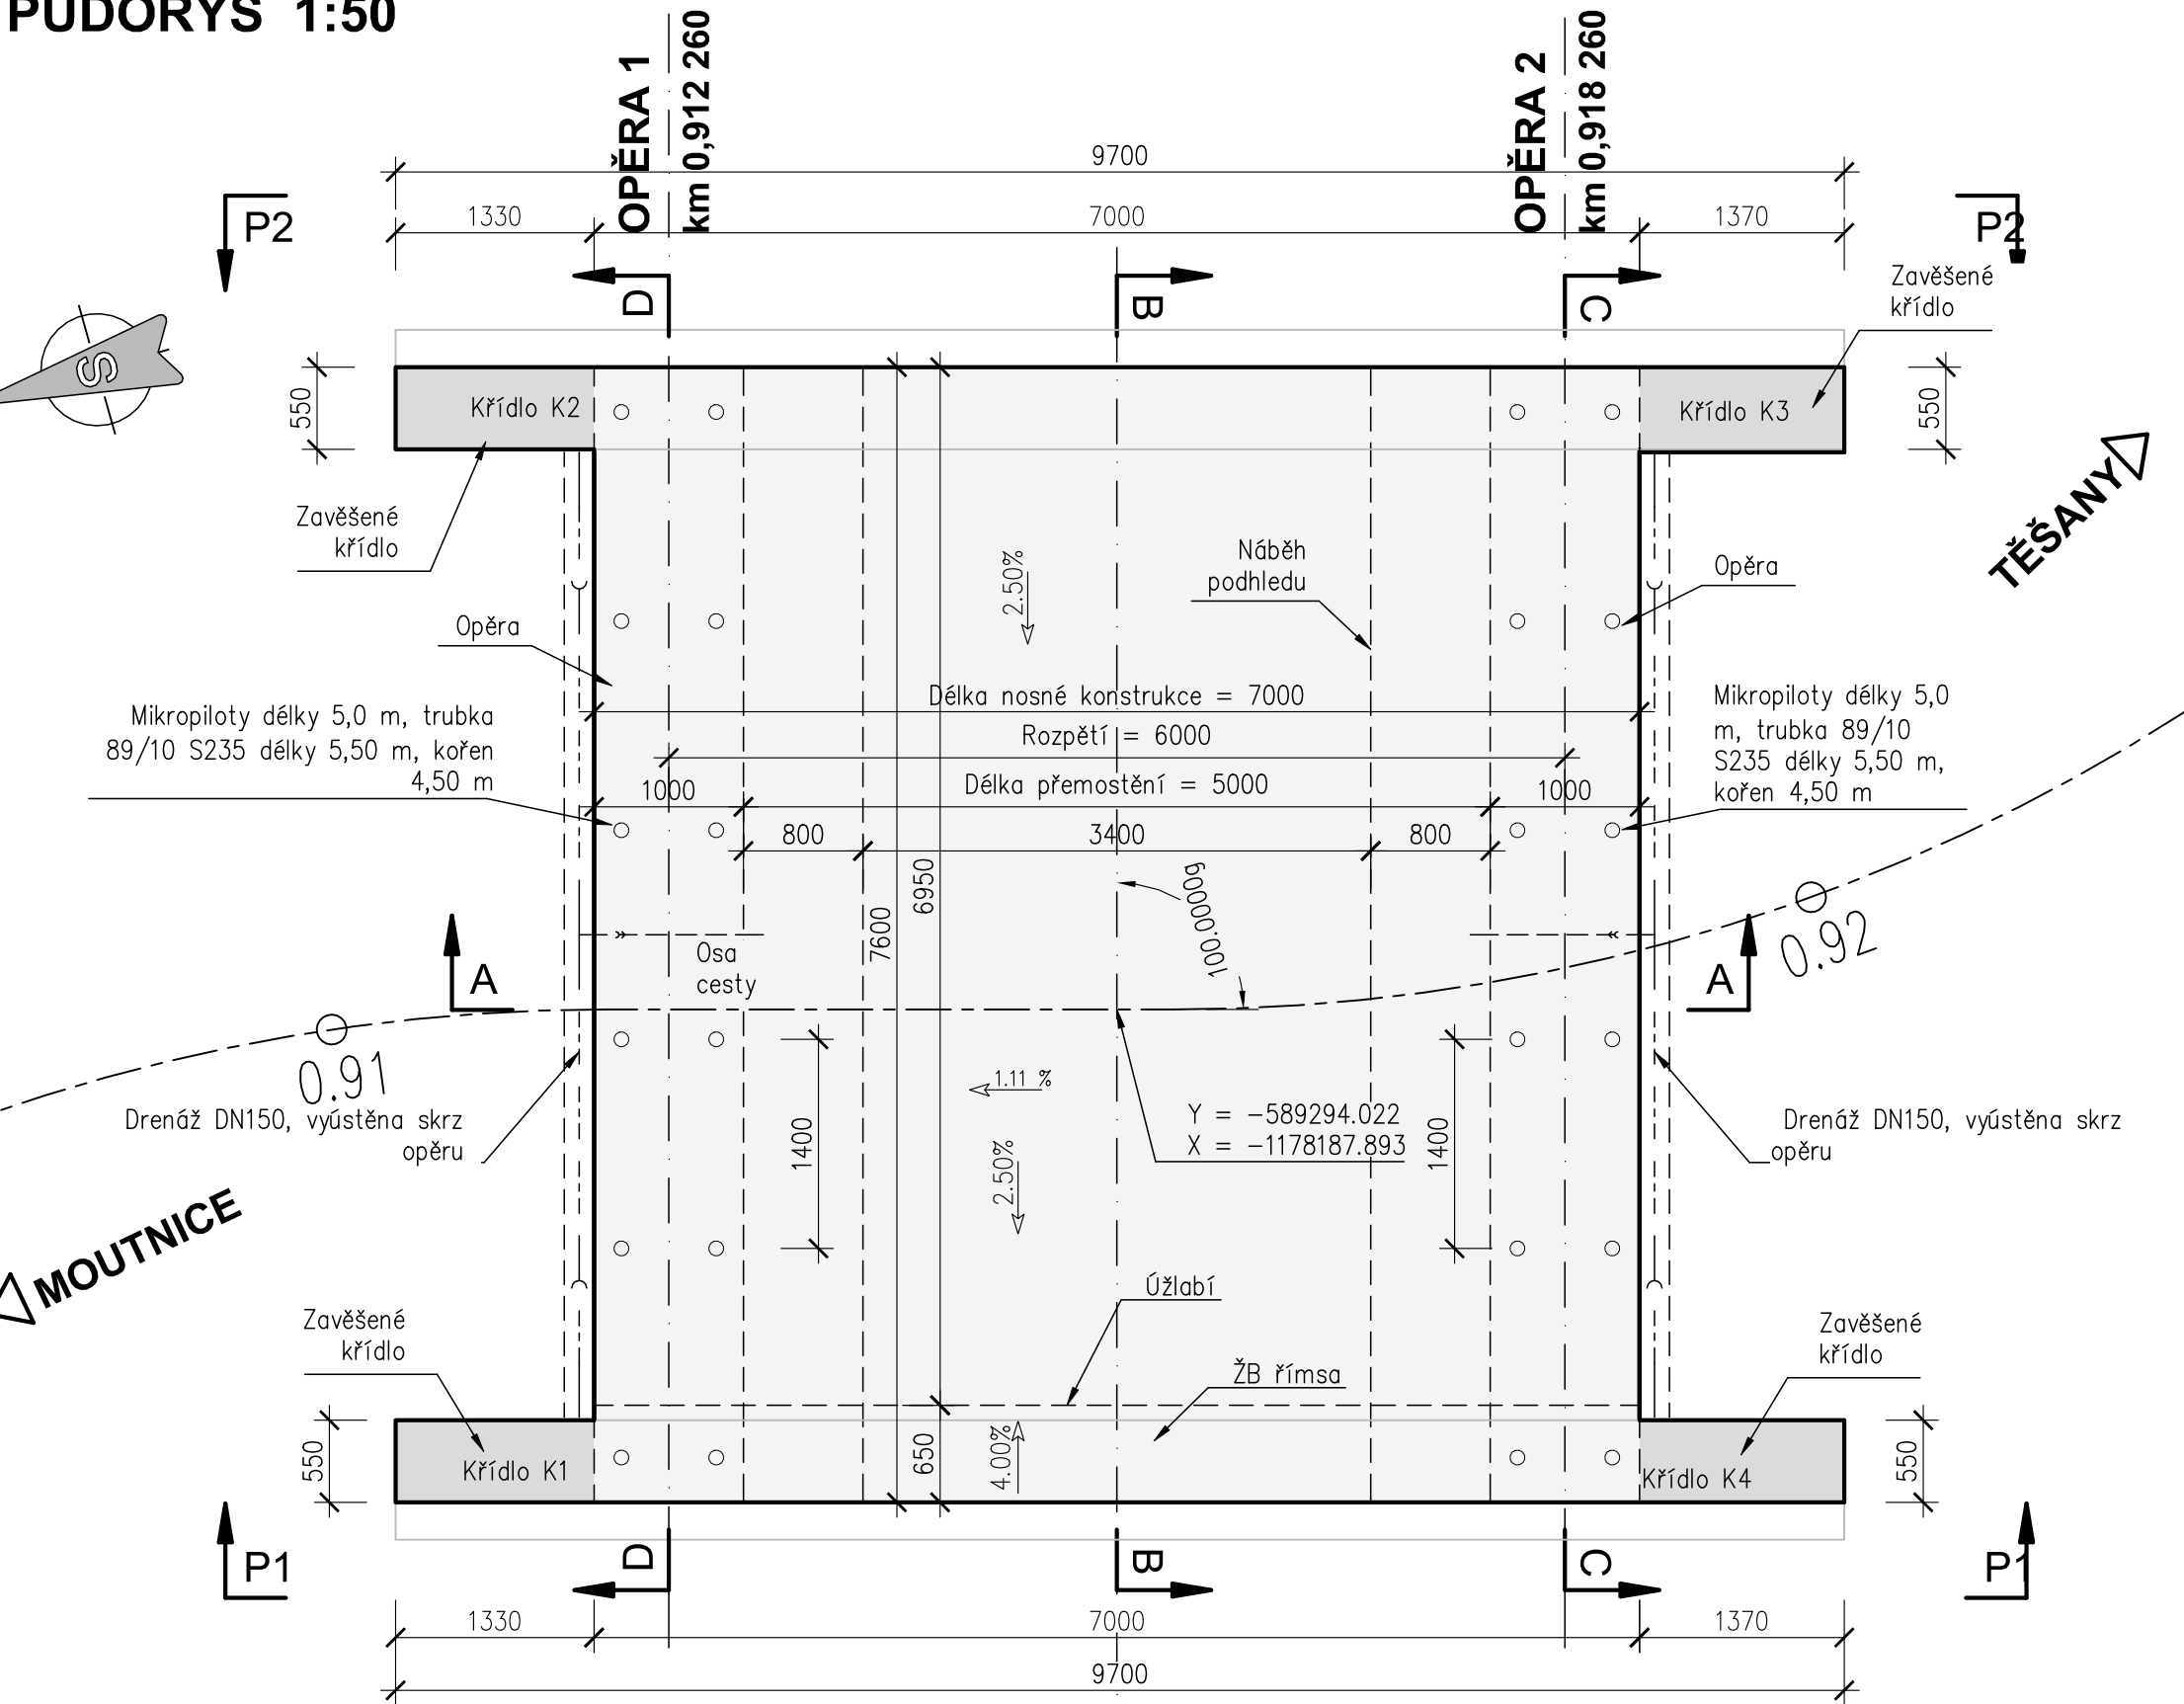 PŮDORYS 1:50
OPĚRA 1
km 0,912 260
OPĚRA 2
km 0,918 260
9700
1330
7000
1370
P2
P2
D
B
C
Zavěšené
křídlo
S
550
Křídlo K2
Křídlo K3
550
Zavěšené
křídlo
TĚŠANY
2.50%
Náběh
podhledu
Opěra
Opěra
Délka nosné konstrukce = 7000
Mikropiloty délky 5,0 m, trubka
89/10 S235 délky 5,50 m, kořen
4,50 m
Rozpětí = 6000
Mikropiloty délky 5,0
m, trubka 89/10
S235 délky 5,50 m,
kořen 4,50 m
1000
Délka přemostění = 5000
1000
800
3400
800
7600
6950
100.0000g
Osa
cesty
A
A
0.92
0.91
1.11 %
Drenáž DN150, vyústěna skrz
opěru
1400
2.50%
Y = -589294.022
X = -1178187.893
1400
Drenáž DN150, vyústěna skrz
opěru
MOUTNICE
Úžlabí
Zavěšené
křídlo
ŽB římsa
Zavěšené
křídlo
550
Křídlo K1
650
4.00%
Křídlo K4
550
P1
D
B
C
P1
1330
7000
1370
9700